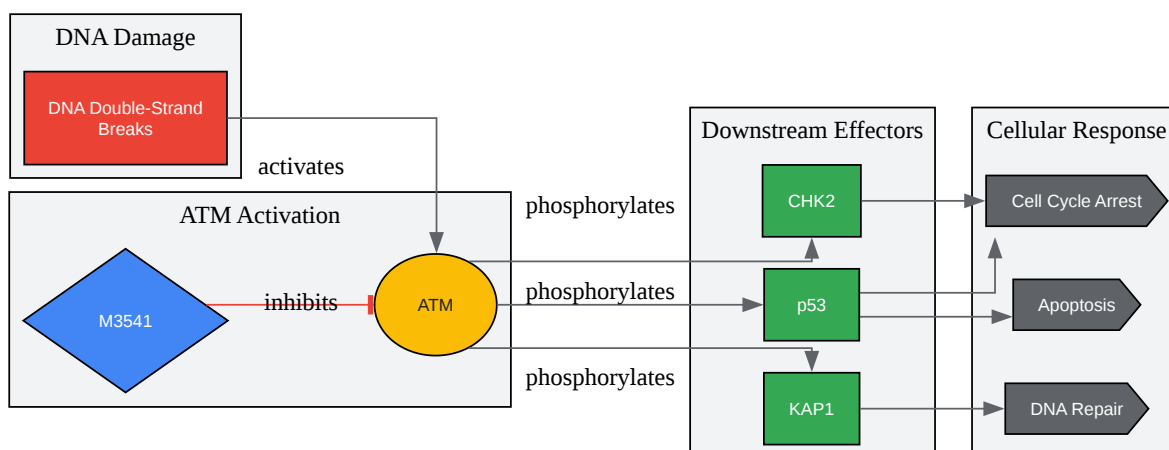 DNA Damage
DNA Double-Strand
Breaks
activates
ATM Activation
M3541
inhibits
ATM
phosphorylates
phosphorylates
phosphorylates
Downstream Effectors
CHK2
p53
KAP1
Cellular Response
Cell Cycle Arrest
Apoptosis
DNA Repair